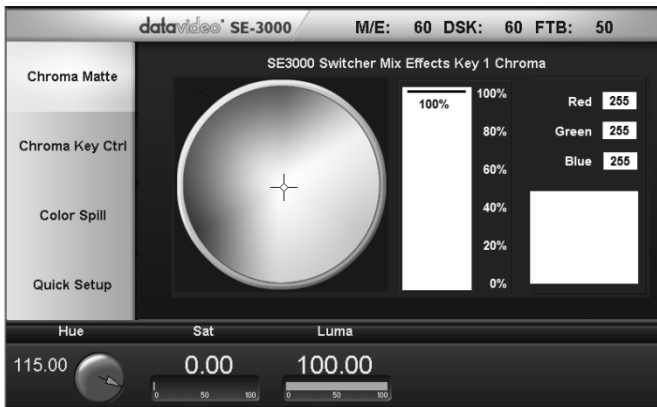 datavideo® SE-3000 M/E: 60 DSK: 60 FTB: 50
SE3000 Switcher Mix Effects Key 1 Chroma
Chroma Matte
Chroma Key Ctrl
Color Spill
Quick Setup
100%
100%
80%
60%
40%
20%
0%
Red 255
Green 255
Blue 255
Hue Sat Luma
115.00 0.00 100.00
0 50 100 0 50 100